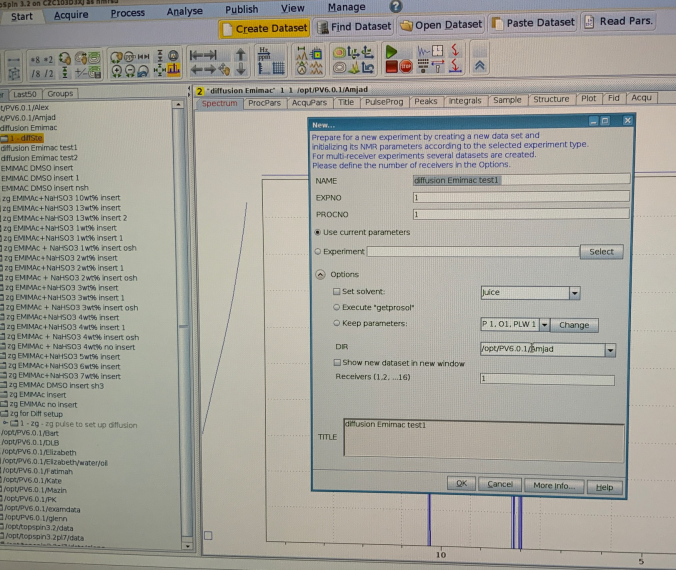 Spin 3.2 on CZC
Start Acquire Process Analyse Publish View Manage ?
Create Dataset Find Dataset Open Dataset Paste Dataset Read Pars.
*8 *2
/8 /2
Last50 Groups
2 "diffusion Emimac" 1 1 /opt/PV6.0.1/Amjad
Spectrum ProcPars AcquPars Title PulseProg Peaks Integrals Sample Structure Plot Fid Acqu
/PV6.0.1/Alex
/PV6.0.1/Amjad
diffusion Emimac
diffusion Emimac test1
diffusion Emimac test2
EMIMAC DMSO insert
EMIMAC DMSO insert 1
EMIMAC DMSO insert nsh
zg EMIMAc+NaHSO3 10wt% insert
zg EMIMAc+NaHSO3 13wt% insert
zg EMIMAc+NaHSO3 13wt% insert 2
zg EMIMAc+NaHSO3 1wt% insert
zg EMIMAc+NaHSO3 1wt% insert 1
zg EMIMAc + NaHSO3 1wt% insert osh
zg EMIMAc+NaHSO3 2wt% insert
zg EMIMAc+NaHSO3 2wt% insert 1
zg EMIMAc + NaHSO3 2wt% insert osh
zg EMIMAc+NaHSO3 3wt% insert
zg EMIMAc+NaHSO3 3wt% insert 1
zg EMIMAc + NaHSO3 3wt% insert osh
zg EMIMAc+NaHSO3 4wt% insert
zg EMIMAc+NaHSO3 4wt% insert 1
zg EMIMAc + NaHSO3 4wt% insert osh
zg EMIMAc + NaHSO3 4wt% no insert
zg EMIMAc+NaHSO3 5wt% insert
zg EMIMAc+NaHSO3 6wt% insert
zg EMIMAc+NaHSO3 7wt% insert
zg EMIMAc DMSO insert sh3
zg EMIMAc insert
zg EMIMAc no insert
zg for Diff setup
1 - zg - zg pulse to set up diffusion
/opt/PV6.0.1/Bart
/opt/PV6.0.1/DLB
/opt/PV6.0.1/Elizabeth
/opt/PV6.0.1/Elizabeth/water/oil
/opt/PV6.0.1/Fatimah
/opt/PV6.0.1/Kate
/opt/PV6.0.1/Mazin
/opt/PV6.0.1/PK
/opt/PV6.0.1/examdata
/opt/PV6.0.1/glenn
/opt/topspin3.2/data
/opt/topspin3.2pl7/data
New...
Prepare for a new experiment by creating a new data set and
initializing its NMR parameters according to the selected experiment type.
For multi-receiver experiments several datasets are created.
Please define the number of receivers in the Options.
NAME diffusion Emimac test1
EXPNO 1
PROCNO 1
Use current parameters
Experiment Select
Options
Set solvent: Juice
Execute "getprosol"
Keep parameters: P 1, O1, PLW 1 Change
DIR /opt/PV6.0.1/Amjad
Show new dataset in new window
Receivers (1,2, ...16) 1
TITLE diffusion Emimac test1
OK Cancel More Info... Help
10 5